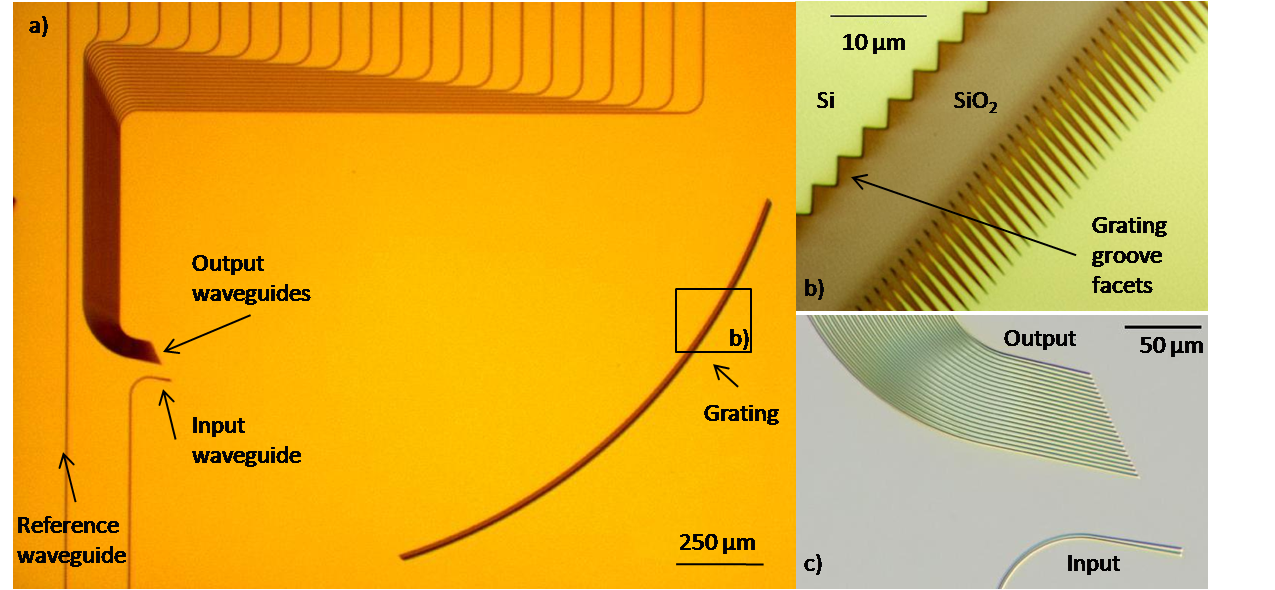 a)
Output
waveguides
Input
waveguide
Reference
waveguide
b)
Grating
250 µm
10 µm
Si
SiO₂
Grating
groove
facets
b)
Output
50 µm
Input
c)